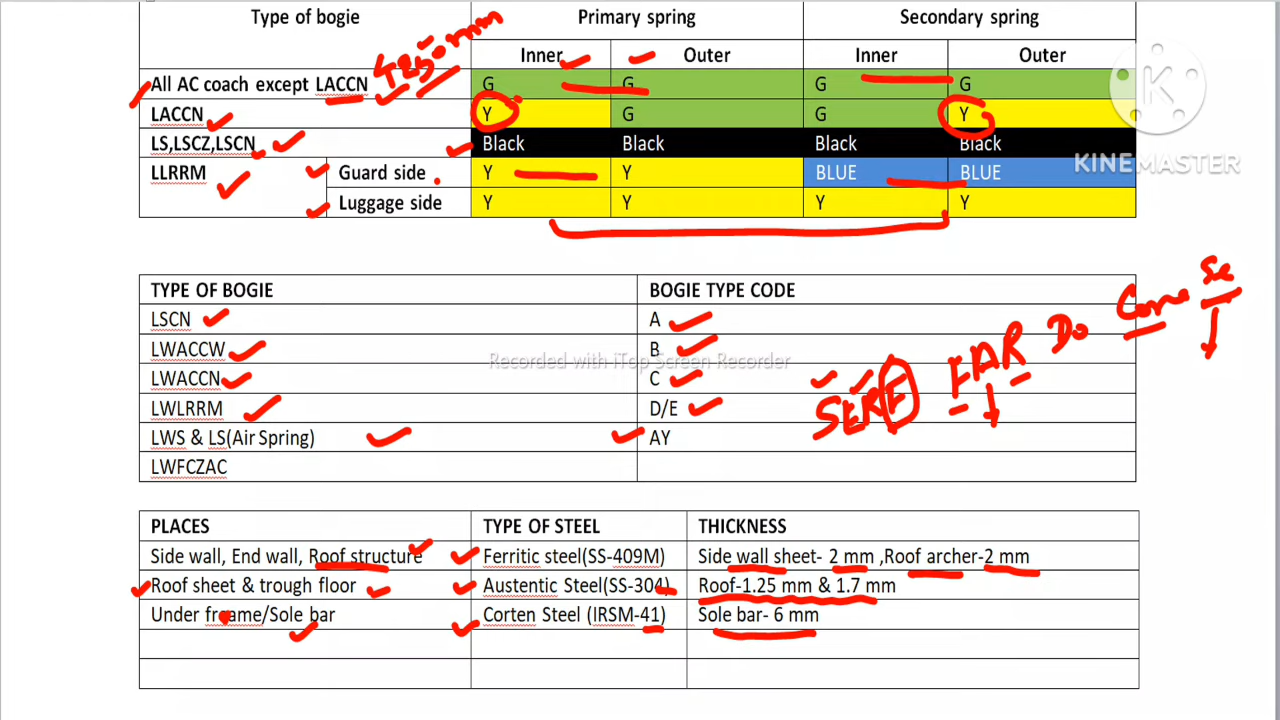 Type of bogie Primary spring Secondary spring
Inner Outer Inner Outer
All AC coach except LACCN G G G G
LACCN Y G G Y
LS,LSCZ,LSCN Black Black Black Black
LLRRM Guard side Y Y BLUE BLUE
Luggage side Y Y Y Y
KINEMASTER
TYPE OF BOGIE BOGIE TYPE CODE
LSCN A
LWACCW B
LWACCN C
LWLRRM D/E
LWS & LS(Air Spring) AY
LWFCZAC
Recorded with iTop Screen Recorder
FAR Do
PLACES TYPE OF STEEL THICKNESS
Side wall, End wall, Roof structure Ferritic steel(SS-409M) Side wall sheet- 2 mm ,Roof archer-2 mm
Roof sheet & trough floor Austentic Steel(SS-304) Roof-1.25 mm & 1.7 mm
Under freame/Sole bar Corten Steel (IRSM-41) Sole bar- 6 mm